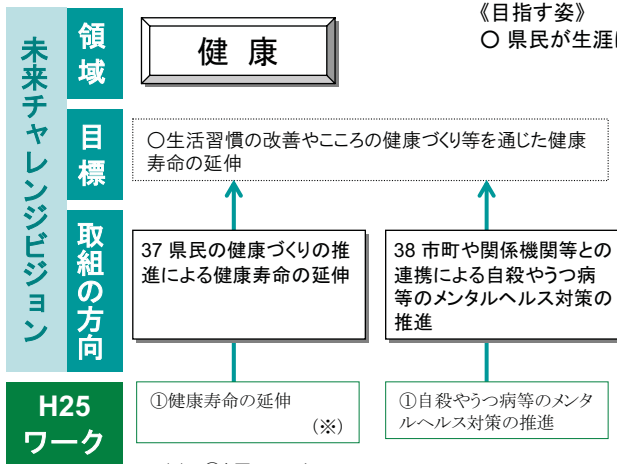 未来チャレンジビジョン
領域
健 康
《目指す姿》
○ 県民が生涯
目標
○生活習慣の改善やこころの健康づくり等を通じた健康
寿命の延伸
取組の方向
37 県民の健康づくりの推
進による健康寿命の延伸
38 市町や関係機関等との
連携による自殺やうつ病
等のメンタルヘルス対策の
推進
H25
ワーク
①健康寿命の延伸
(※)
①自殺やうつ病等のメンタ
ルヘルス対策の推進